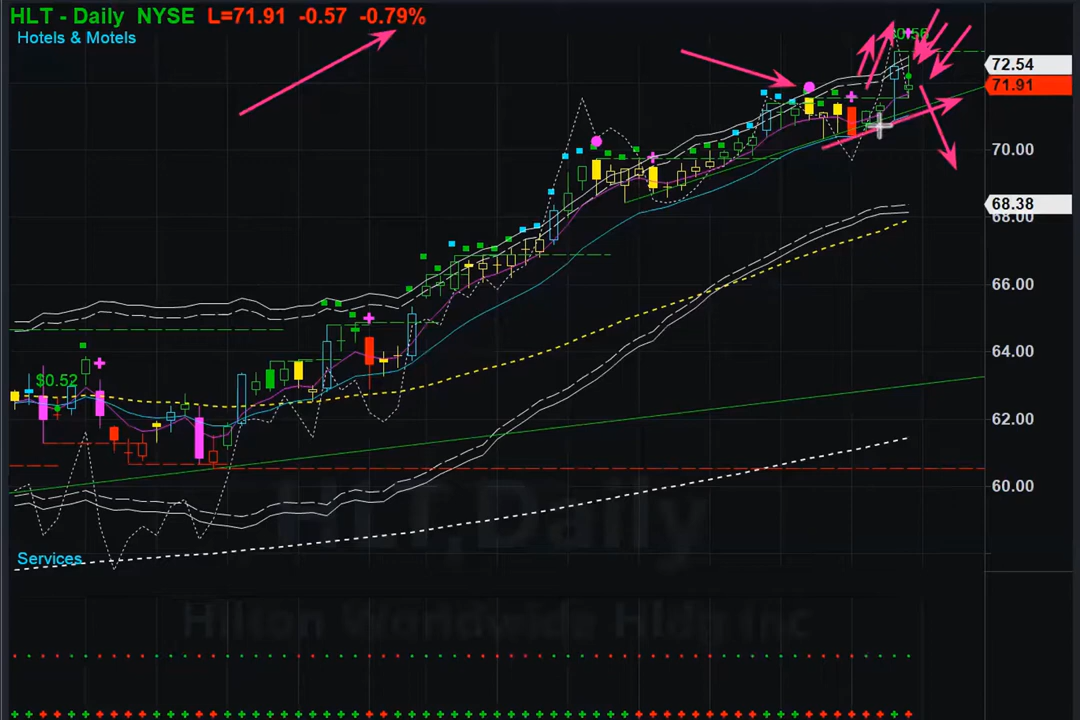 HLT - Daily NYSE L=71.91 -0.57 -0.79%
Hotels & Motels
$0.56
72.54
71.91
70.00
68.38
68.00
66.00
64.00
$0.52
62.00
60.00
HLT,Daily
Services
Hilton Worldwide Hldg Inc